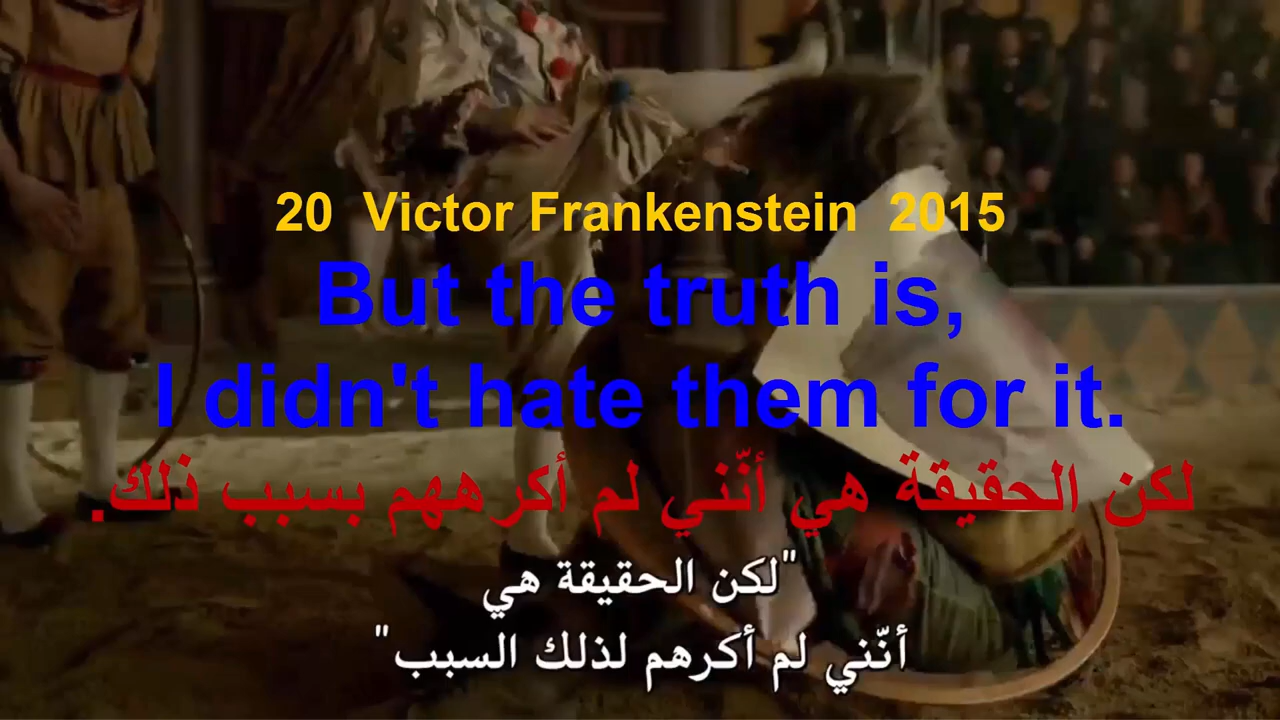 20 Victor Frankenstein 2015
But the truth is,
I didn't hate them for it.
لكن الحقيقة هي أنّني لم أكرههم بسبب ذلك.
"لكن الحقيقة هي
أنّني لم أكرهم لذلك السبب"